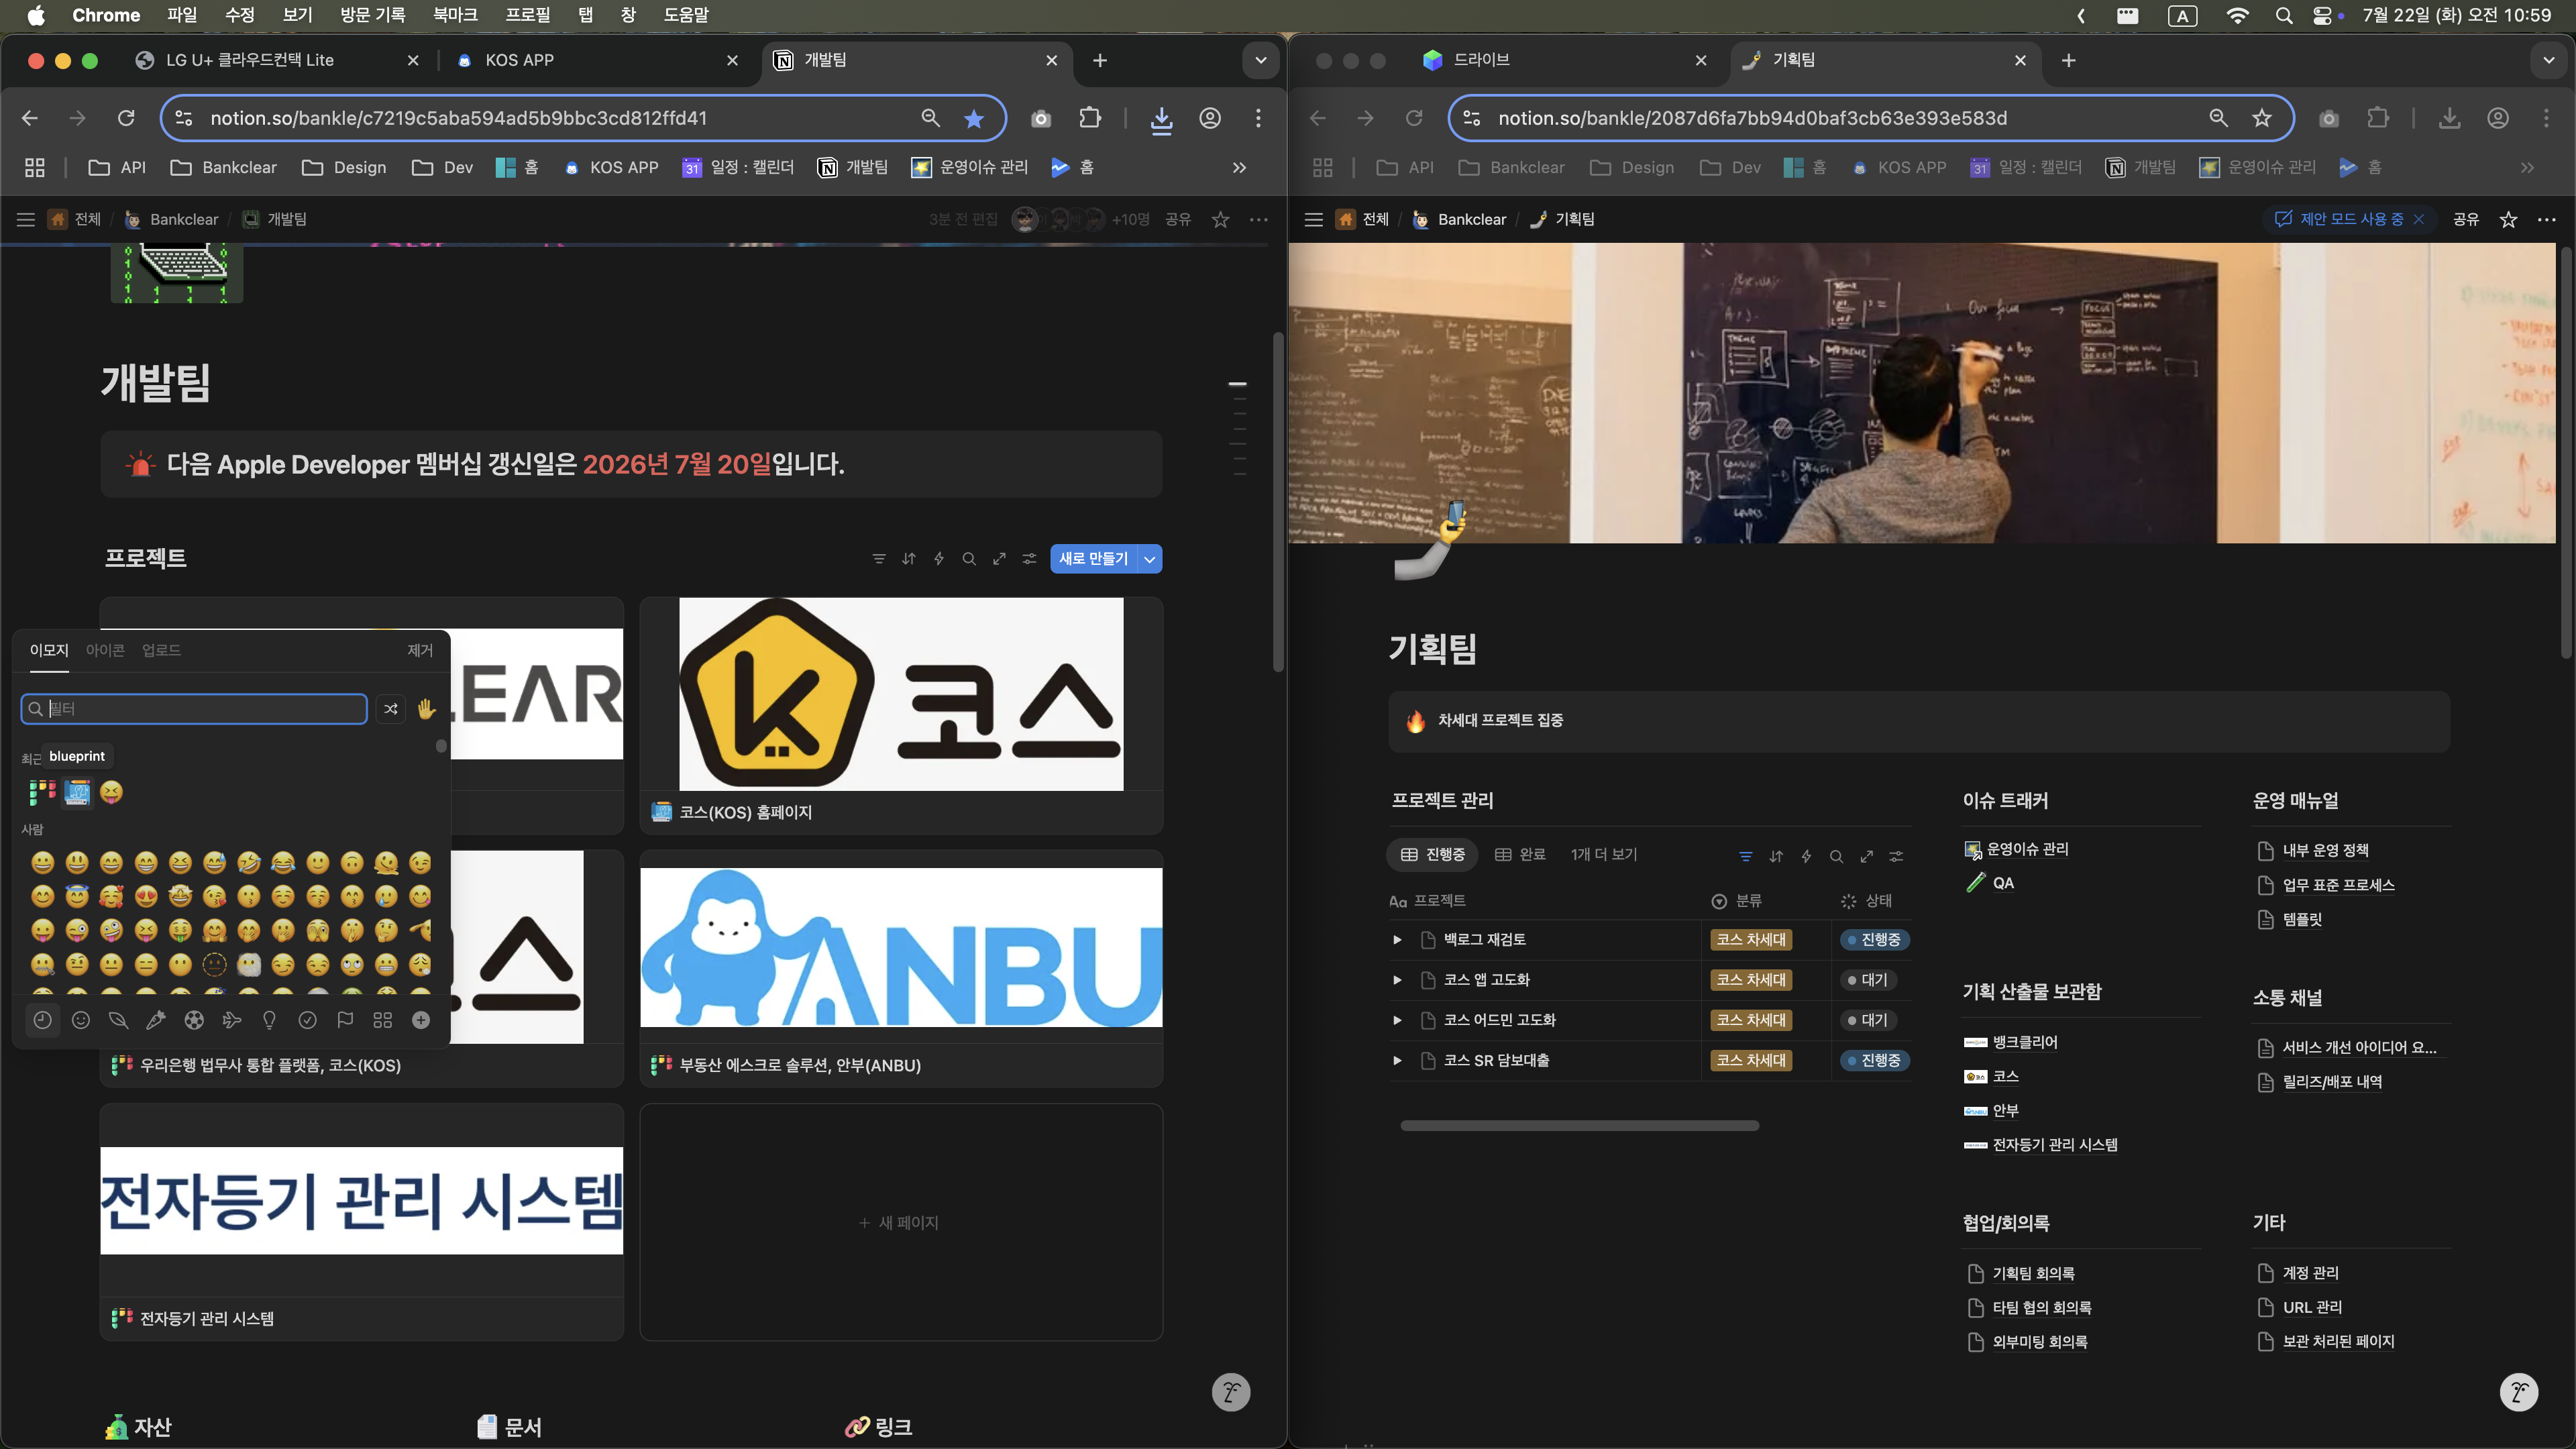 Chrome 파일 수정 보기 방문 기록 북마크 프로필 탭 창 도움말
A 7월 22일 (화) 오전 10:59
LG U+ 클라우드컨택 Lite
KOS APP
개발팀
notion.so/bankle/c7219c5aba594ad5b9bbc3cd812ffd41
API Bankclear Design Dev 홈 KOS APP 31 일정 : 캘린더 개발팀 운영이슈 관리 홈
전체 / Bankclear / 개발팀
3분 전 편집 +10명 공유
개발팀
다음 Apple Developer 멤버십 갱신일은 2026년 7월 20일입니다.
프로젝트
새로 만들기
이모지 아이콘 업로드 제거
필터
최근
blueprint
사람
LEAR
코스
코스(KOS) 홈페이지
스
우리은행 법무사 통합 플랫폼, 코스(KOS)
ANBU
부동산 에스크로 솔루션, 안부(ANBU)
전자등기 관리 시스템
전자등기 관리 시스템
+ 새 페이지
자산
문서
링크
드라이브
기획팀
notion.so/bankle/2087d6fa7bb94d0baf3cb63e393e583d
API Bankclear Design Dev 홈 KOS APP 31 일정 : 캘린더 개발팀 운영이슈 관리 홈
전체 / Bankclear / 기획팀
제안 모드 사용 중 공유
Our focus
기획팀
차세대 프로젝트 집중
프로젝트 관리
진행중 완료 1개 더 보기
Aa 프로젝트 분류 상태
백로그 재검토 코스 차세대 진행중
코스 앱 고도화 코스 차세대 대기
코스 어드민 고도화 코스 차세대 대기
코스 SR 담보대출 코스 차세대 진행중
이슈 트래커
운영이슈 관리
QA
운영 매뉴얼
내부 운영 정책
업무 표준 프로세스
템플릿
기획 산출물 보관함
뱅크클리어
코스
안부
전자등기 관리 시스템
소통 채널
서비스 개선 아이디어 요...
릴리즈/배포 내역
협업/회의록
기획팀 회의록
타팀 협의 회의록
외부미팅 회의록
기타
계정 관리
URL 관리
보관 처리된 페이지